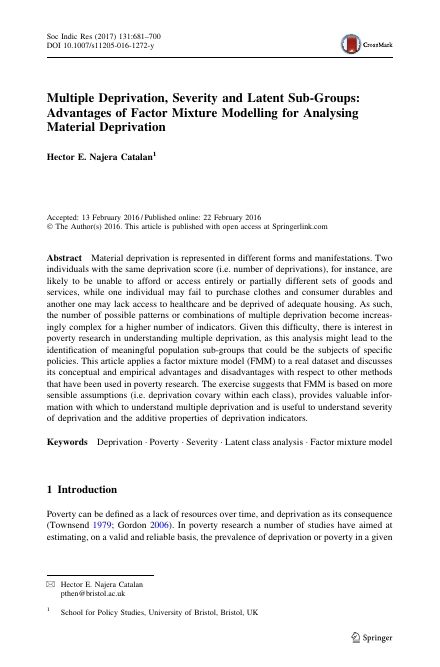 Soc Indic Res (2017) 131:681–700
DOI 10.1007/s11205-016-1272-y
CrossMark
Multiple Deprivation, Severity and Latent Sub-Groups:
Advantages of Factor Mixture Modelling for Analysing
Material Deprivation
Hector E. Najera Catalan¹
Accepted: 13 February 2016 / Published online: 22 February 2016
© The Author(s) 2016. This article is published with open access at Springerlink.com
Abstract Material deprivation is represented in different forms and manifestations. Two
individuals with the same deprivation score (i.e. number of deprivations), for instance, are
likely to be unable to afford or access entirely or partially different sets of goods and
services, while one individual may fail to purchase clothes and consumer durables and
another one may lack access to healthcare and be deprived of adequate housing. As such,
the number of possible patterns or combinations of multiple deprivation become increas-
ingly complex for a higher number of indicators. Given this difficulty, there is interest in
poverty research in understanding multiple deprivation, as this analysis might lead to the
identification of meaningful population sub-groups that could be the subjects of specific
policies. This article applies a factor mixture model (FMM) to a real dataset and discusses
its conceptual and empirical advantages and disadvantages with respect to other methods
that have been used in poverty research. The exercise suggests that FMM is based on more
sensible assumptions (i.e. deprivation covary within each class), provides valuable infor-
mation with which to understand multiple deprivation and is useful to understand severity
of deprivation and the additive properties of deprivation indicators.
Keywords Deprivation · Poverty · Severity · Latent class analysis · Factor mixture model
1 Introduction
Poverty can be defined as a lack of resources over time, and deprivation as its consequence
(Townsend 1979; Gordon 2006). In poverty research a number of studies have aimed at
estimating, on a valid and reliable basis, the prevalence of deprivation or poverty in a given
Hector E. Najera Catalan
pthen@bristol.ac.uk
¹ School for Policy Studies, University of Bristol, Bristol, UK
Springer